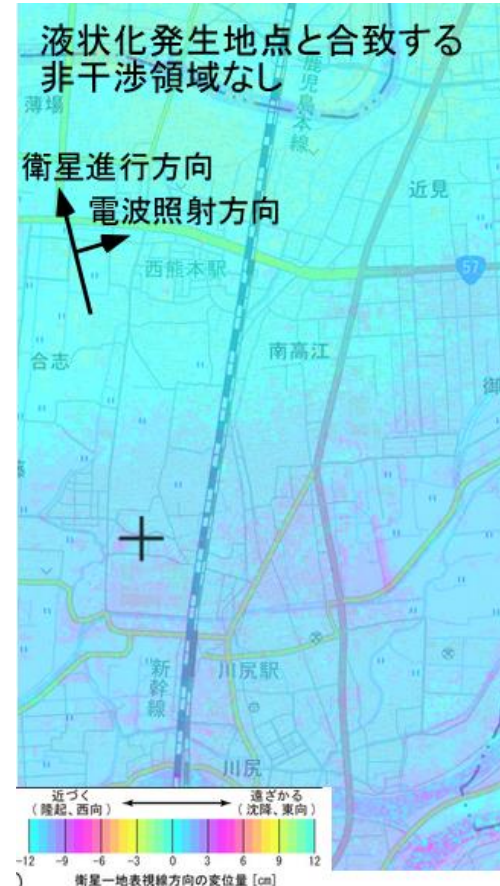 液状化発生地点と合致する
非干渉領域なし
鹿児島本線
薄場
衛星進行方向
電波照射方向
近見
西熊本駅
57
南高江
合志
御
新幹線
川尻駅
川尻
近づく
(隆起、西向)
遠ざかる
(沈降、東向)
-12 -9 -6 -3 0 3 6 9 12
衛星ー地表視線方向の変位量 [cm]